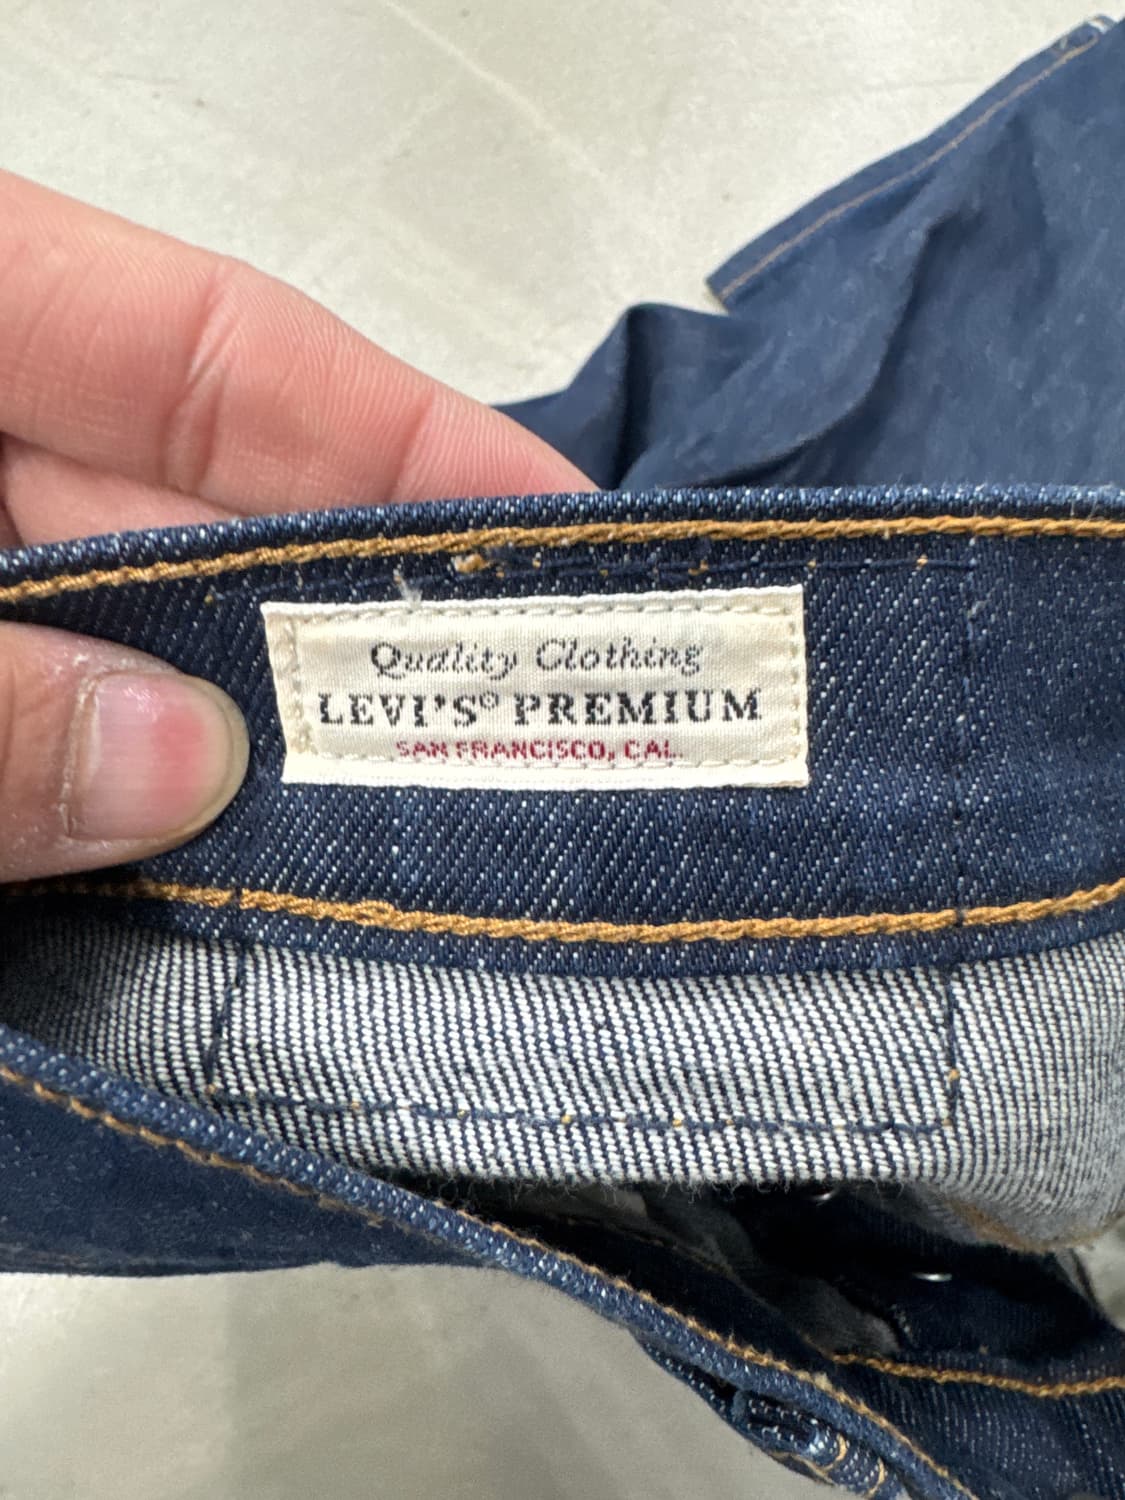 Quality Clothing
LEVI'S® PREMIUM
SAN FRANCISCO, CAL.